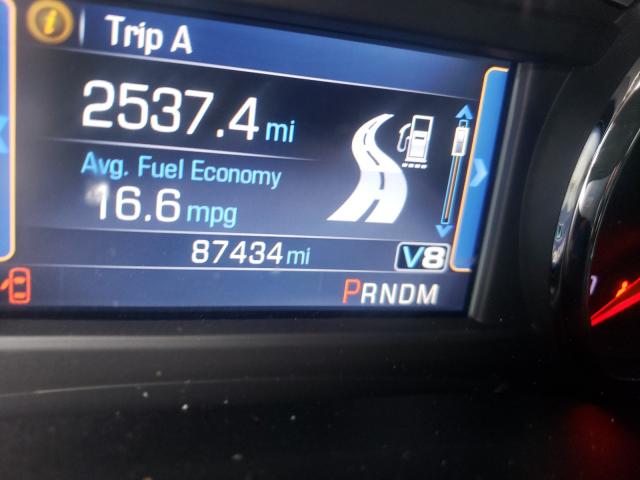 Trip A
2537.4 mi
Avg. Fuel Economy
16.6 mpg
87434 mi V8
PRNDM